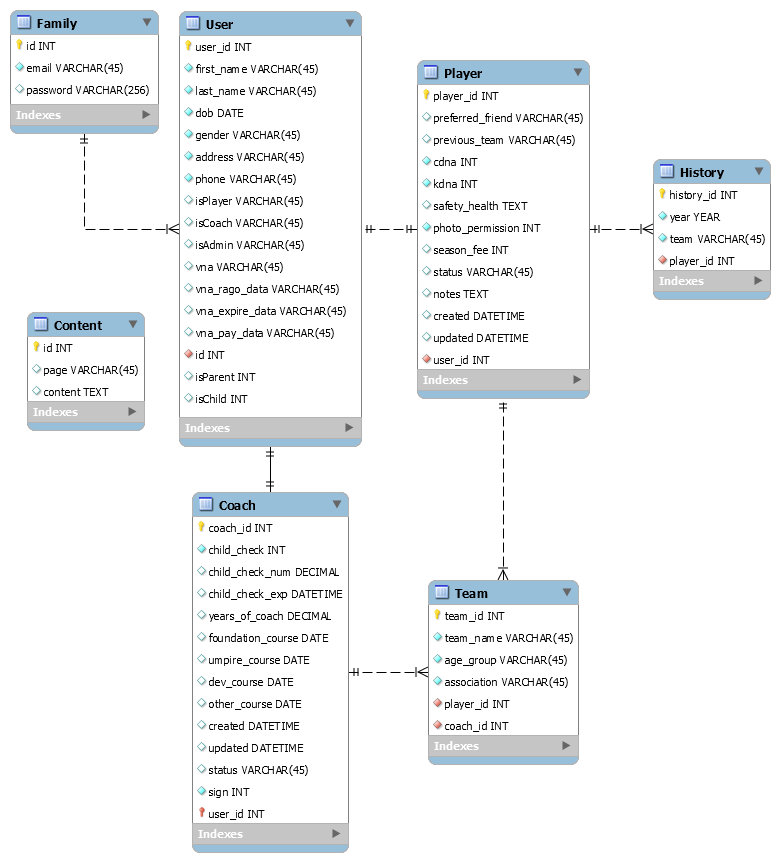 Family
id INT
email VARCHAR(45)
password VARCHAR(256)
Indexes
User
user_id INT
first_name VARCHAR(45)
last_name VARCHAR(45)
dob DATE
gender VARCHAR(45)
address VARCHAR(45)
phone VARCHAR(45)
isPlayer VARCHAR(45)
isCoach VARCHAR(45)
isAdmin VARCHAR(45)
vna VARCHAR(45)
vna_rago_data VARCHAR(45)
vna_expire_data VARCHAR(45)
vna_pay_data VARCHAR(45)
id INT
isParent INT
isChild INT
Indexes
Player
player_id INT
preferred_friend VARCHAR(45)
previous_team VARCHAR(45)
cdna INT
kdna INT
safety_health TEXT
photo_permission INT
season_fee INT
status VARCHAR(45)
notes TEXT
created DATETIME
updated DATETIME
user_id INT
Indexes
History
history_id INT
year YEAR
team VARCHAR(45)
player_id INT
Indexes
Content
id INT
page VARCHAR(45)
content TEXT
Indexes
Coach
coach_id INT
child_check INT
child_check_num DECIMAL
child_check_exp DATETIME
years_of_coach DECIMAL
foundation_course DATE
umpire_course DATE
dev_course DATE
other_course DATE
created DATETIME
updated DATETIME
status VARCHAR(45)
sign INT
user_id INT
Indexes
Team
team_id INT
team_name VARCHAR(45)
age_group VARCHAR(45)
association VARCHAR(45)
player_id INT
coach_id INT
Indexes